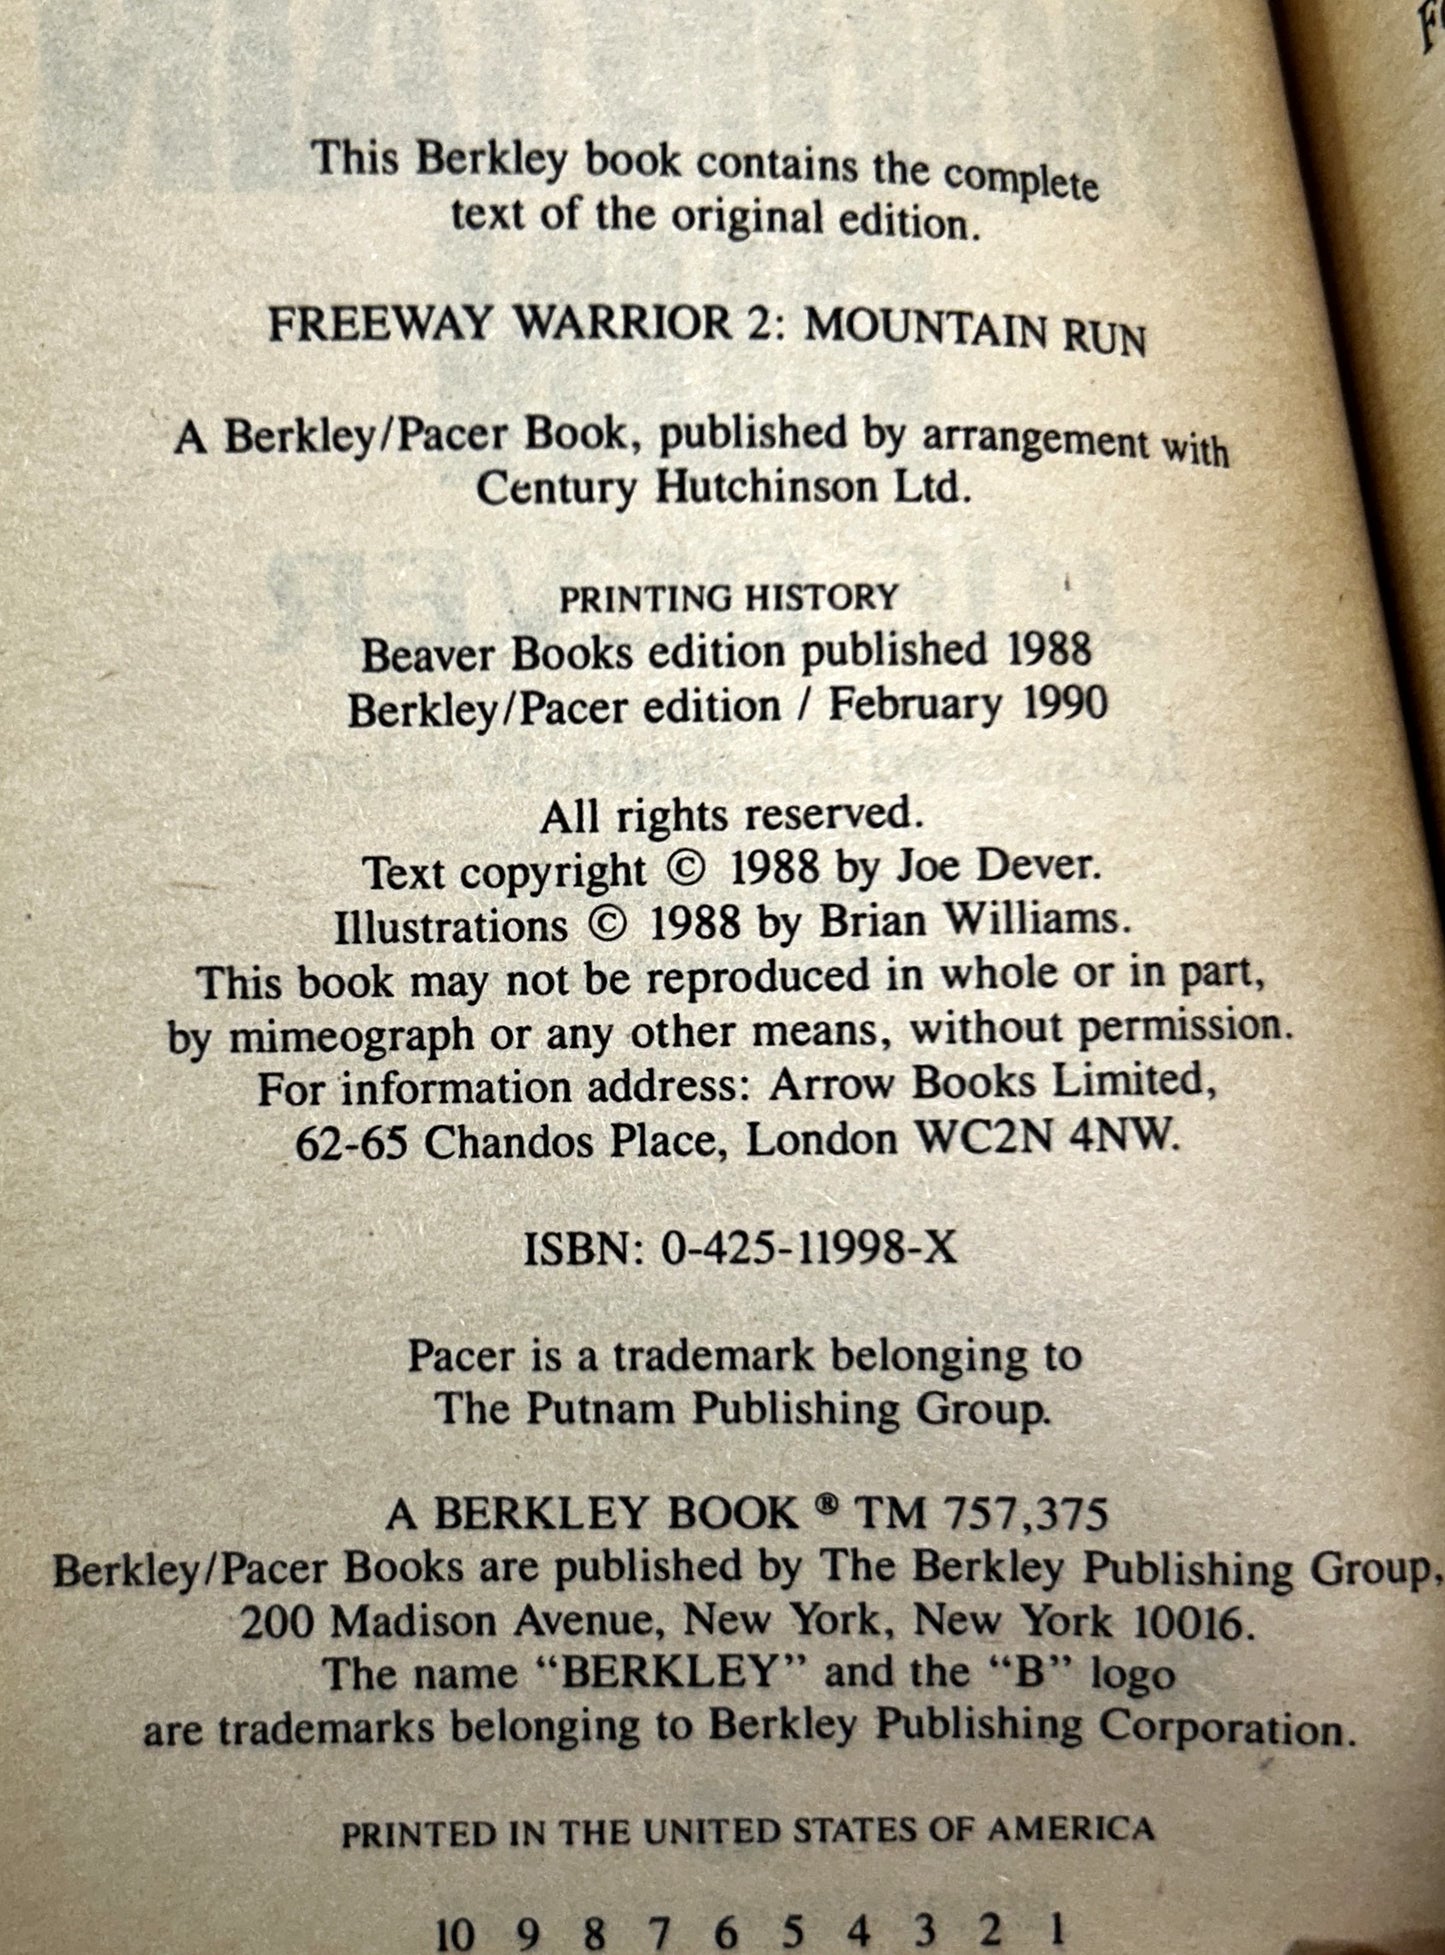 This Berkley book contains the complete
text of the original edition.
FREEWAY WARRIOR 2: MOUNTAIN RUN
A Berkley/Pacer Book, published by arrangement with
Century Hutchinson Ltd.
PRINTING HISTORY
Beaver Books edition published 1988
Berkley/Pacer edition / February 1990
All rights reserved.
Text copyright © 1988 by Joe Dever.
Illustrations © 1988 by Brian Williams.
This book may not be reproduced in whole or in part,
by mimeograph or any other means, without permission.
For information address: Arrow Books Limited,
62-65 Chandos Place, London WC2N 4NW.
ISBN: 0-425-11998-X
Pacer is a trademark belonging to
The Putnam Publishing Group.
A BERKLEY BOOK ® TM 757,375
Berkley/Pacer Books are published by The Berkley Publishing Group,
200 Madison Avenue, New York, New York 10016.
The name “BERKLEY” and the “B” logo
are trademarks belonging to Berkley Publishing Corporation.
PRINTED IN THE UNITED STATES OF AMERICA
10 9 8 7 6 5 4 3 2 1